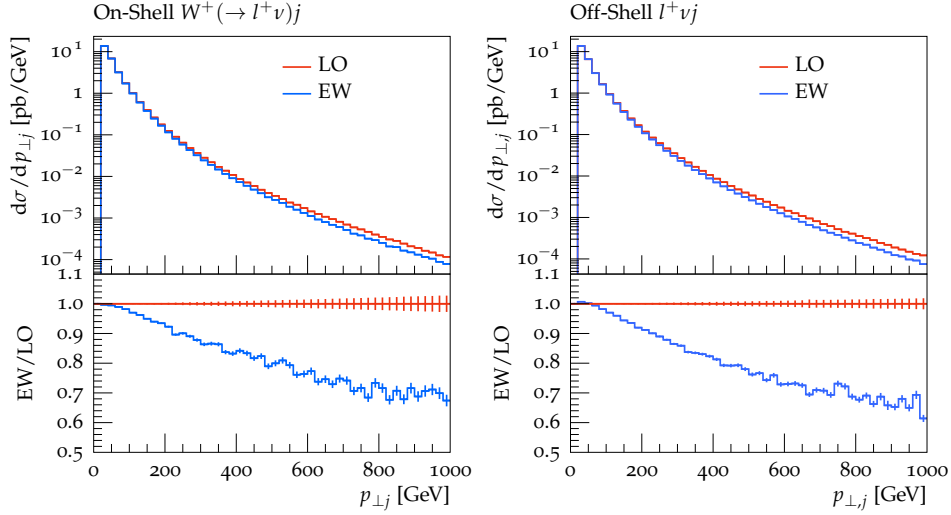 On-Shell W⁺(→ l⁺ν)j
dσ/dp⊥j [pb/GeV]
10¹
1
10⁻¹
10⁻²
10⁻³
10⁻⁴
LO
EW
EW/LO
1.1
1.0
0.9
0.8
0.7
0.6
0.5
0 200 400 600 800 1000
p⊥j [GeV]
Off-Shell l⁺νj
dσ/dp⊥,j [pb/GeV]
10¹
1
10⁻¹
10⁻²
10⁻³
10⁻⁴
LO
EW
EW/LO
1.1
1.0
0.9
0.8
0.7
0.6
0.5
0 200 400 600 800 1000
p⊥,j [GeV]